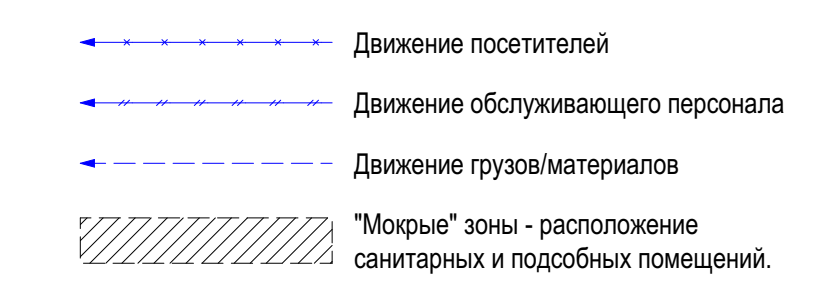 Движение посетителей
Движение обслуживающего персонала
Движение грузов/материалов
"Мокрые" зоны - расположение
санитарных и подсобных помещений.